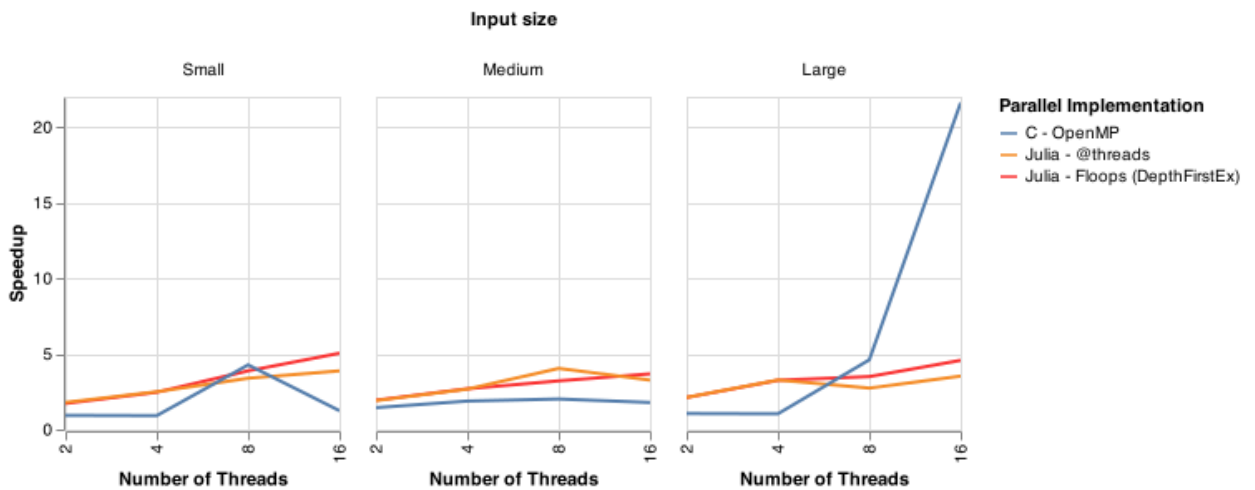 Input size
Small Medium Large
Speedup
20
15
10
5
0
2 4 8 16 2 4 8 16 2 4 8 16
Number of Threads Number of Threads Number of Threads
Parallel Implementation
C - OpenMP
Julia - @threads
Julia - Floops (DepthFirstEx)